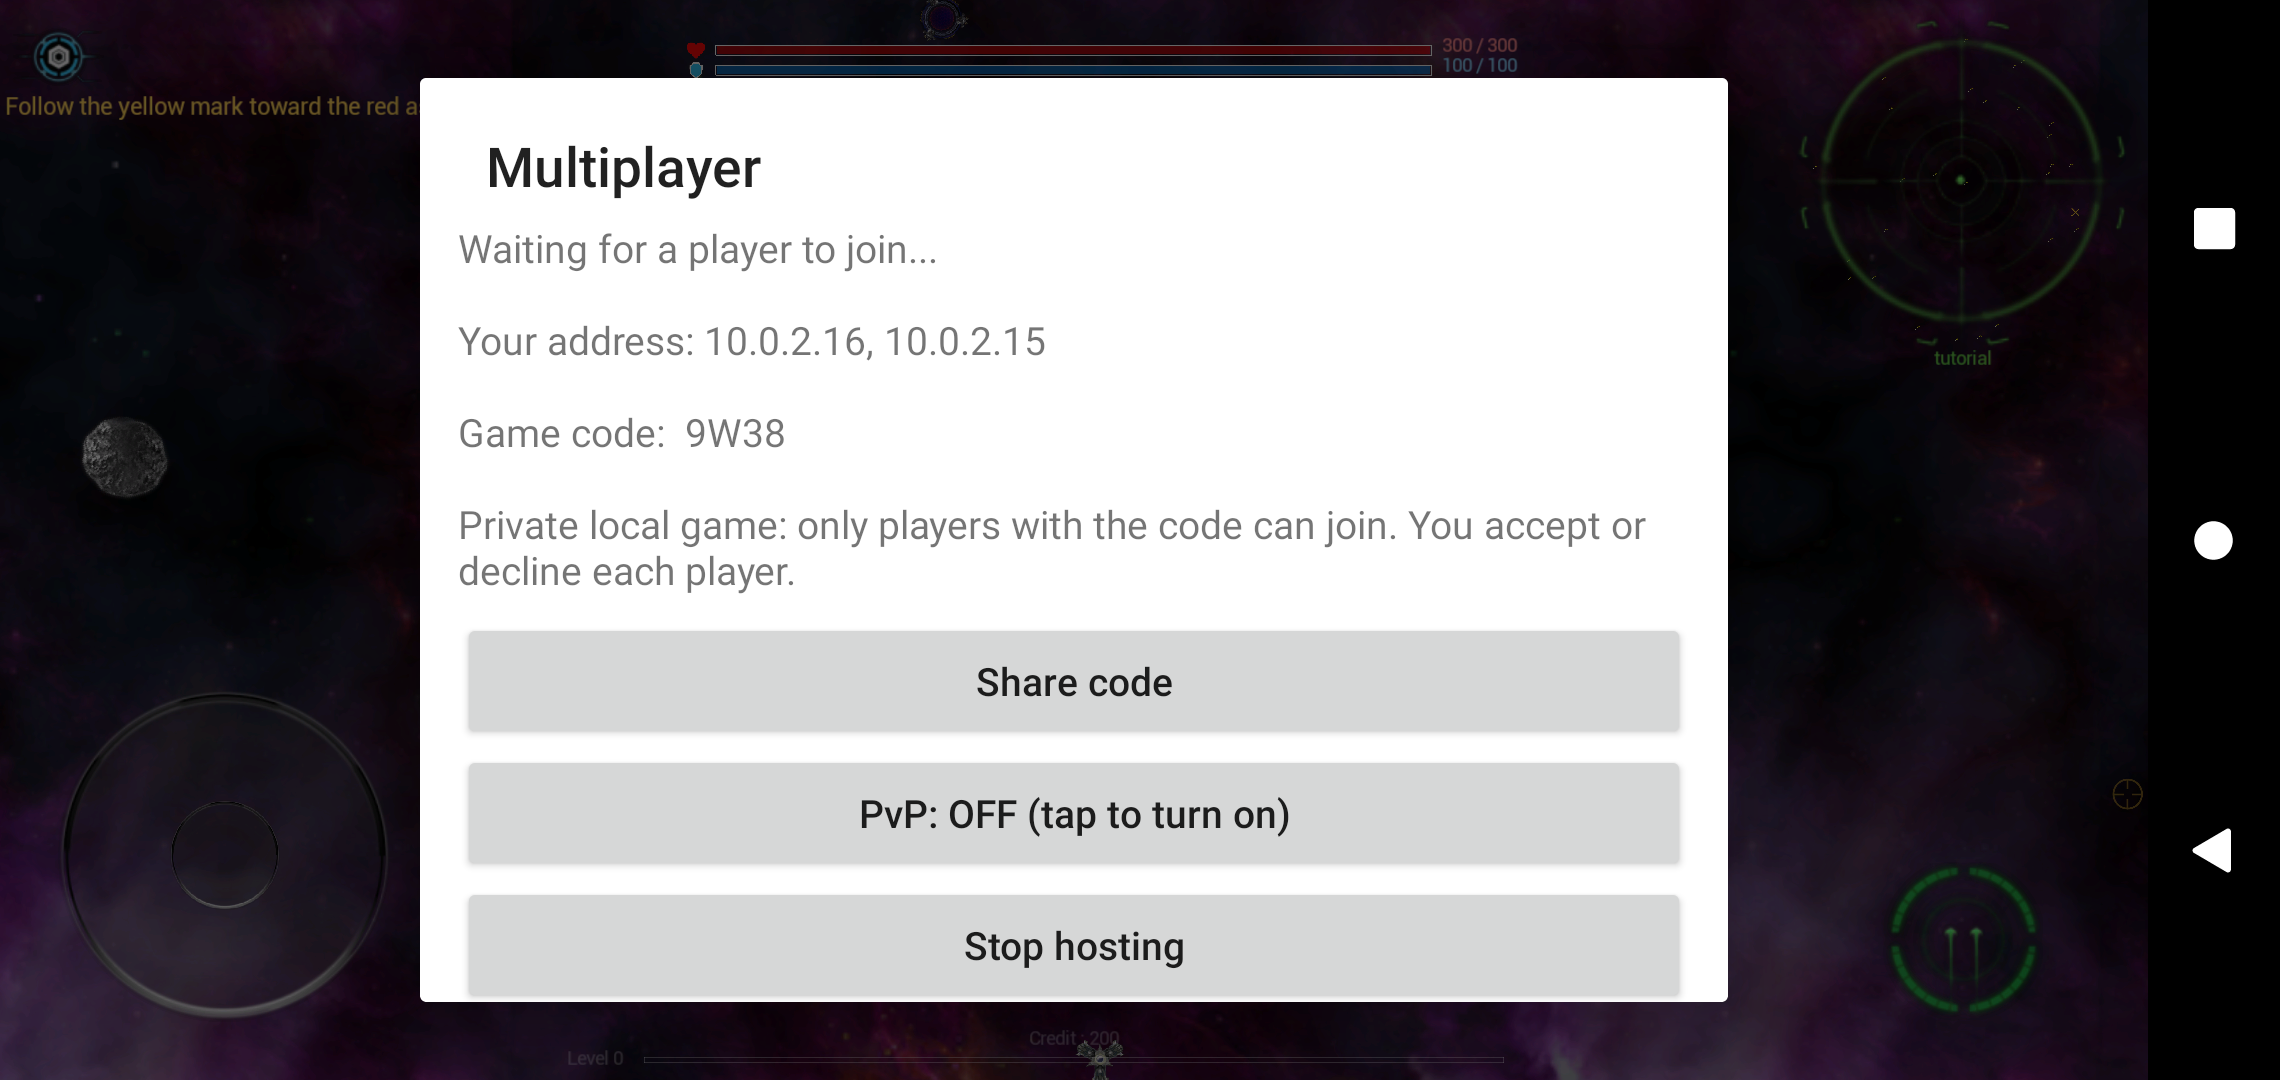 300 / 300
100 / 100
Follow the yellow mark toward the red a
Multiplayer
Waiting for a player to join...
Your address: 10.0.2.16, 10.0.2.15
tutorial
Game code: 9W38
Private local game: only players with the code can join. You accept or
decline each player.
Share code
PvP: OFF (tap to turn on)
Stop hosting
Credit : 200
Level 0